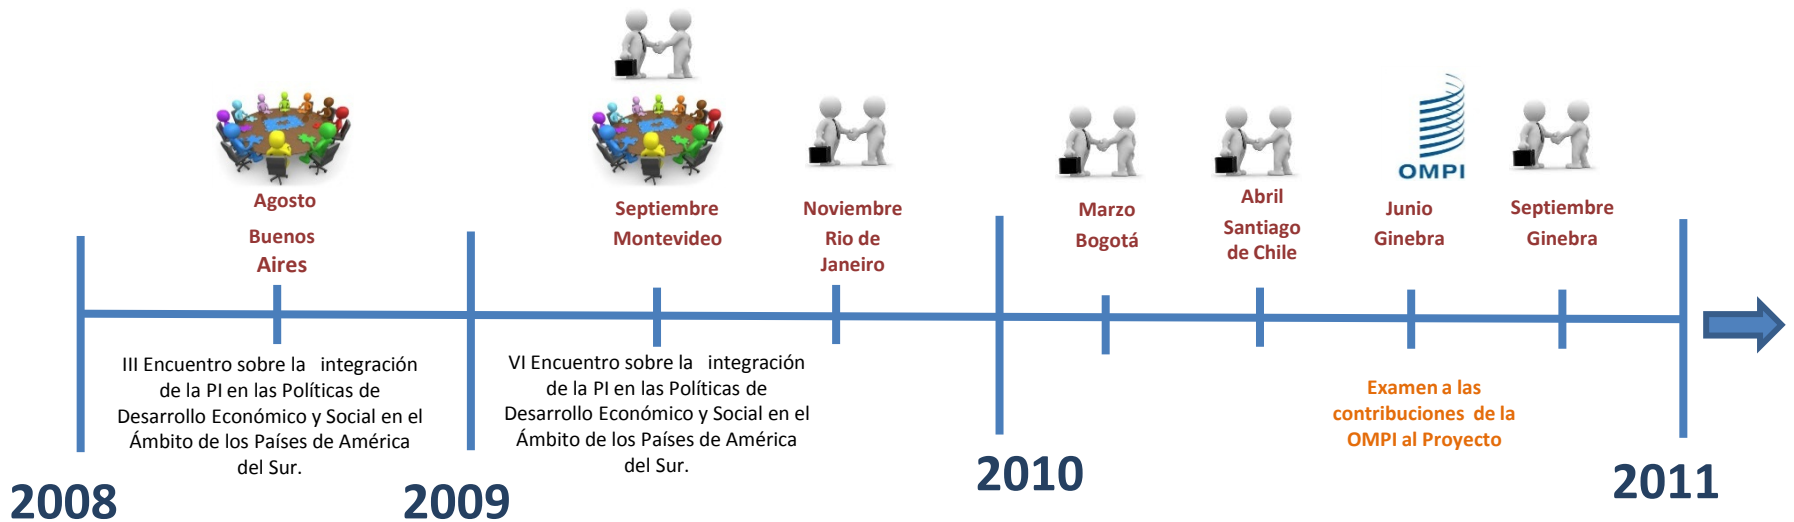 OMPI
Agosto
Buenos
Aires
Septiembre
Montevideo
Noviembre
Rio de
Janeiro
Marzo
Bogotá
Abril
Santiago
de Chile
Junio
Ginebra
Septiembre
Ginebra
III Encuentro sobre la integración
de la PI en las Políticas de
Desarrollo Económico y Social en el
Ámbito de los Países de América
del Sur.
VI Encuentro sobre la integración
de la PI en las Políticas de
Desarrollo Económico y Social en el
Ámbito de los Países de América
del Sur.
Examen a las
contribuciones de la
OMPI al Proyecto
2008
2009
2010
2011